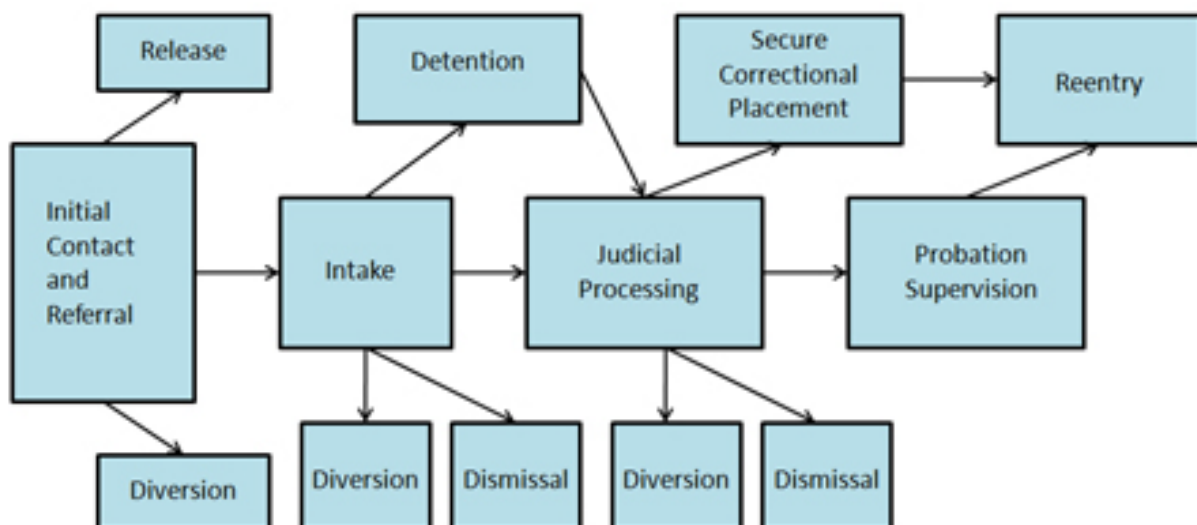 Release
Detention
Secure
Correctional
Placement
Reentry
Initial
Contact
and
Referral
Intake
Judicial
Processing
Probation
Supervision
Diversion
Diversion
Dismissal
Diversion
Dismissal